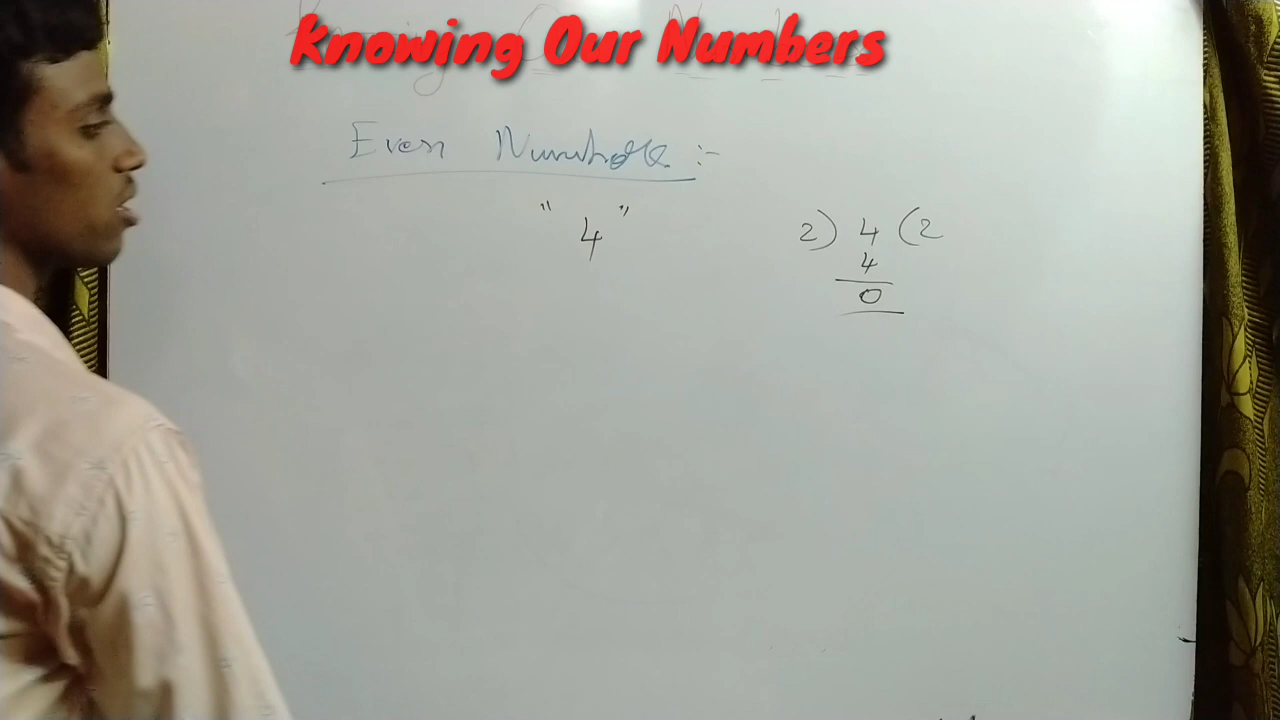 Knowing Our Numbers
Even Numbers :-
" 4 "
2) 4 (2
4
0